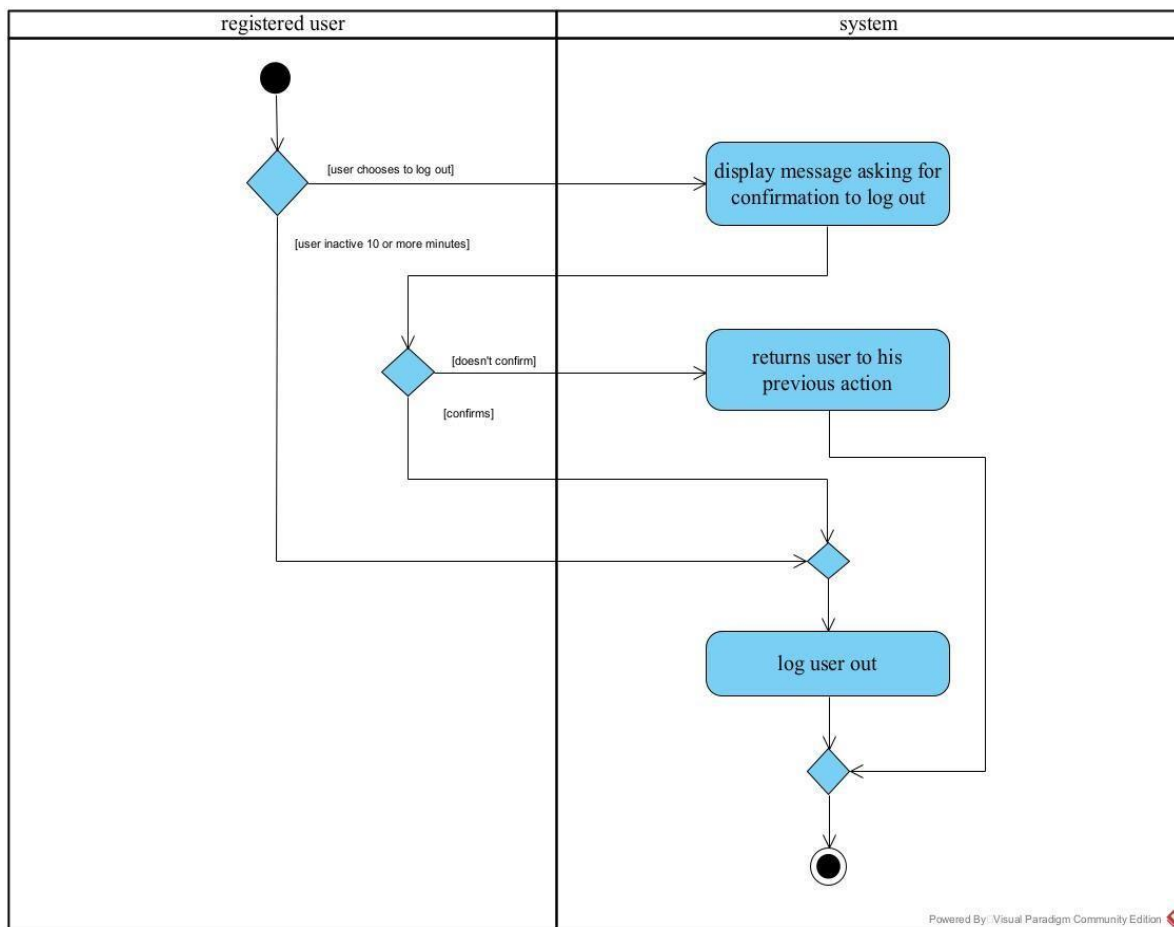 registered user
system
[user chooses to log out]
display message asking for
confirmation to log out
[user inactive 10 or more minutes]
[doesn't confirm]
returns user to his
previous action
[confirms]
log user out
Powered By Visual Paradigm Community Edition